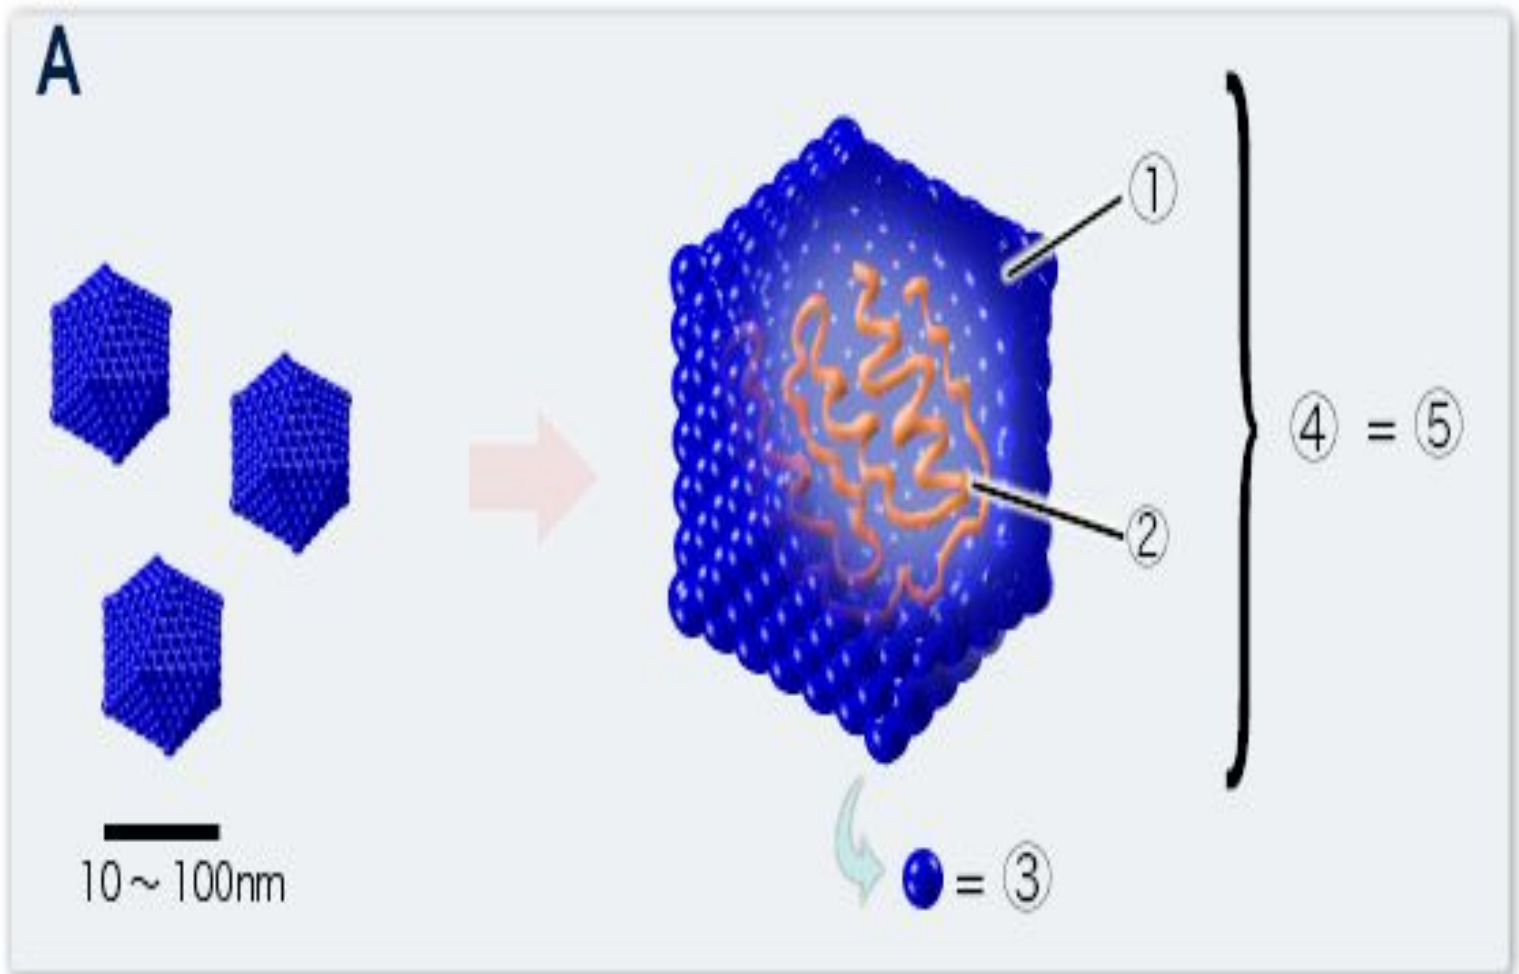 A
①
②
④ = ⑤
10～100nm
= ③